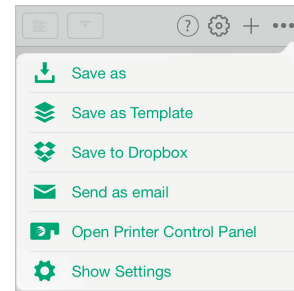 ?
Save as
Save as Template
Save to Dropbox
Send as email
Open Printer Control Panel
Show Settings